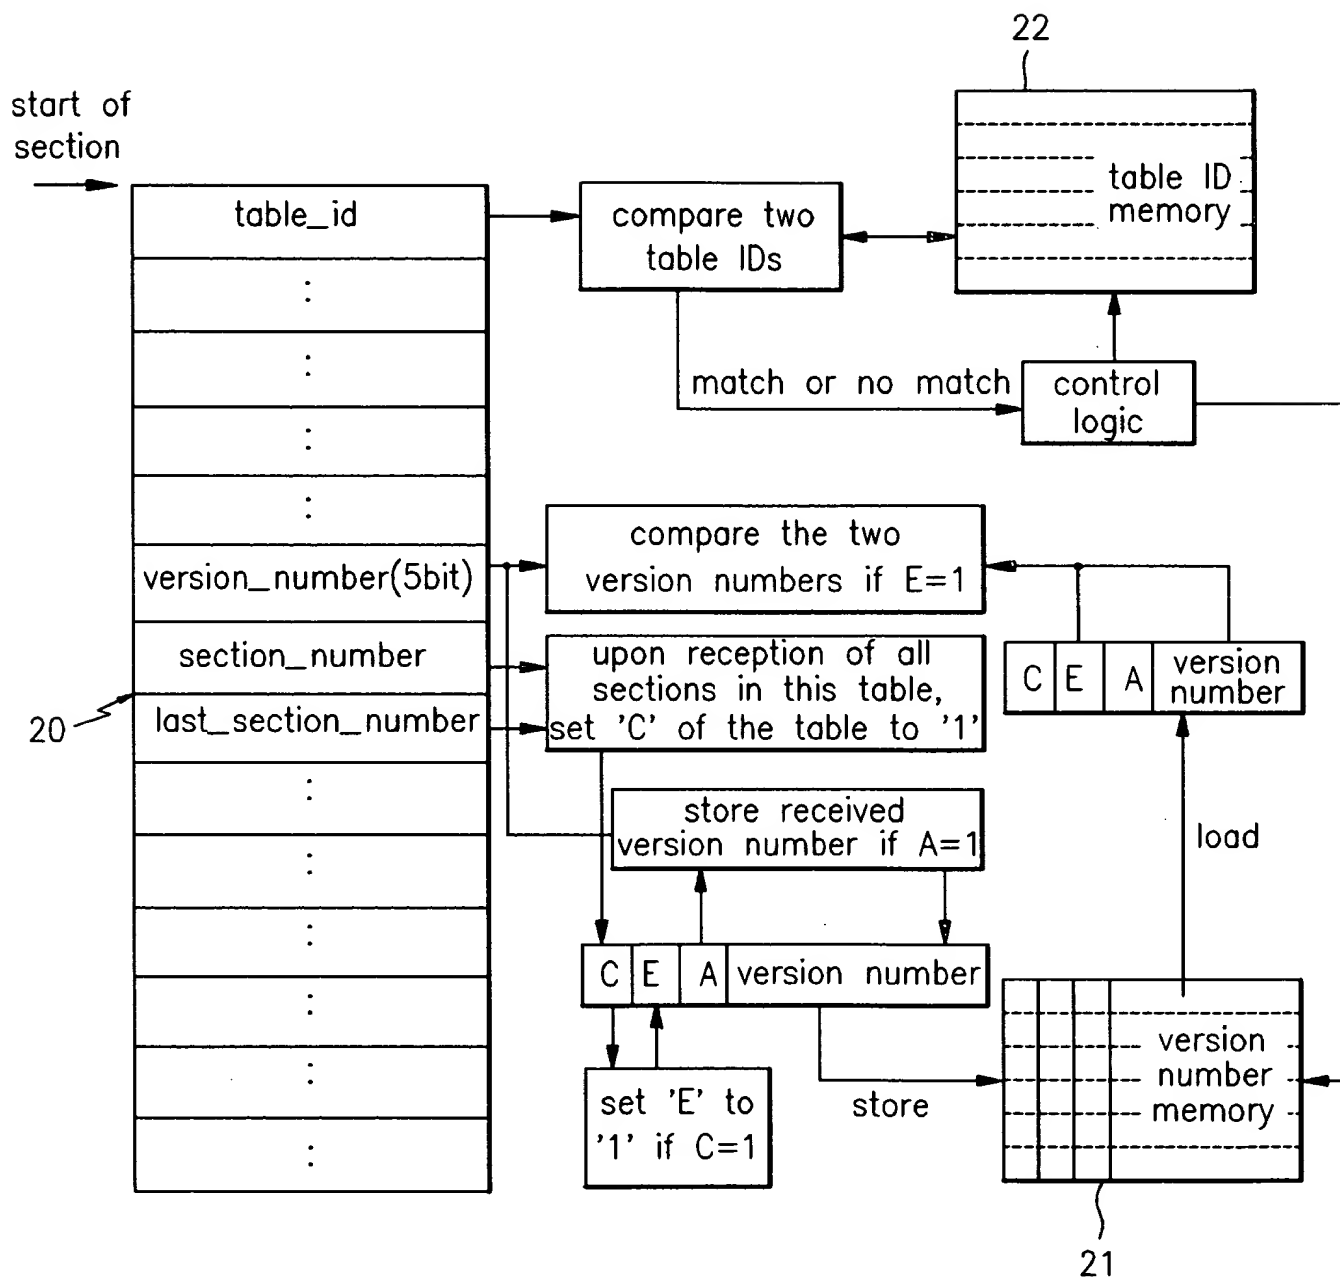 22
start of
section
table_id
:
:
:
:
version_number(5bit)
section_number
last_section_number
:
:
:
:
:
:
20
compare two
table IDs
table ID
memory
match or no match
control
logic
compare the two
version numbers if E=1
upon reception of all
sections in this table,
set 'C' of the table to '1'
C E A version
number
store received
version number if A=1
load
C E A version number
set 'E' to
'1' if C=1
store
version
number
memory
21